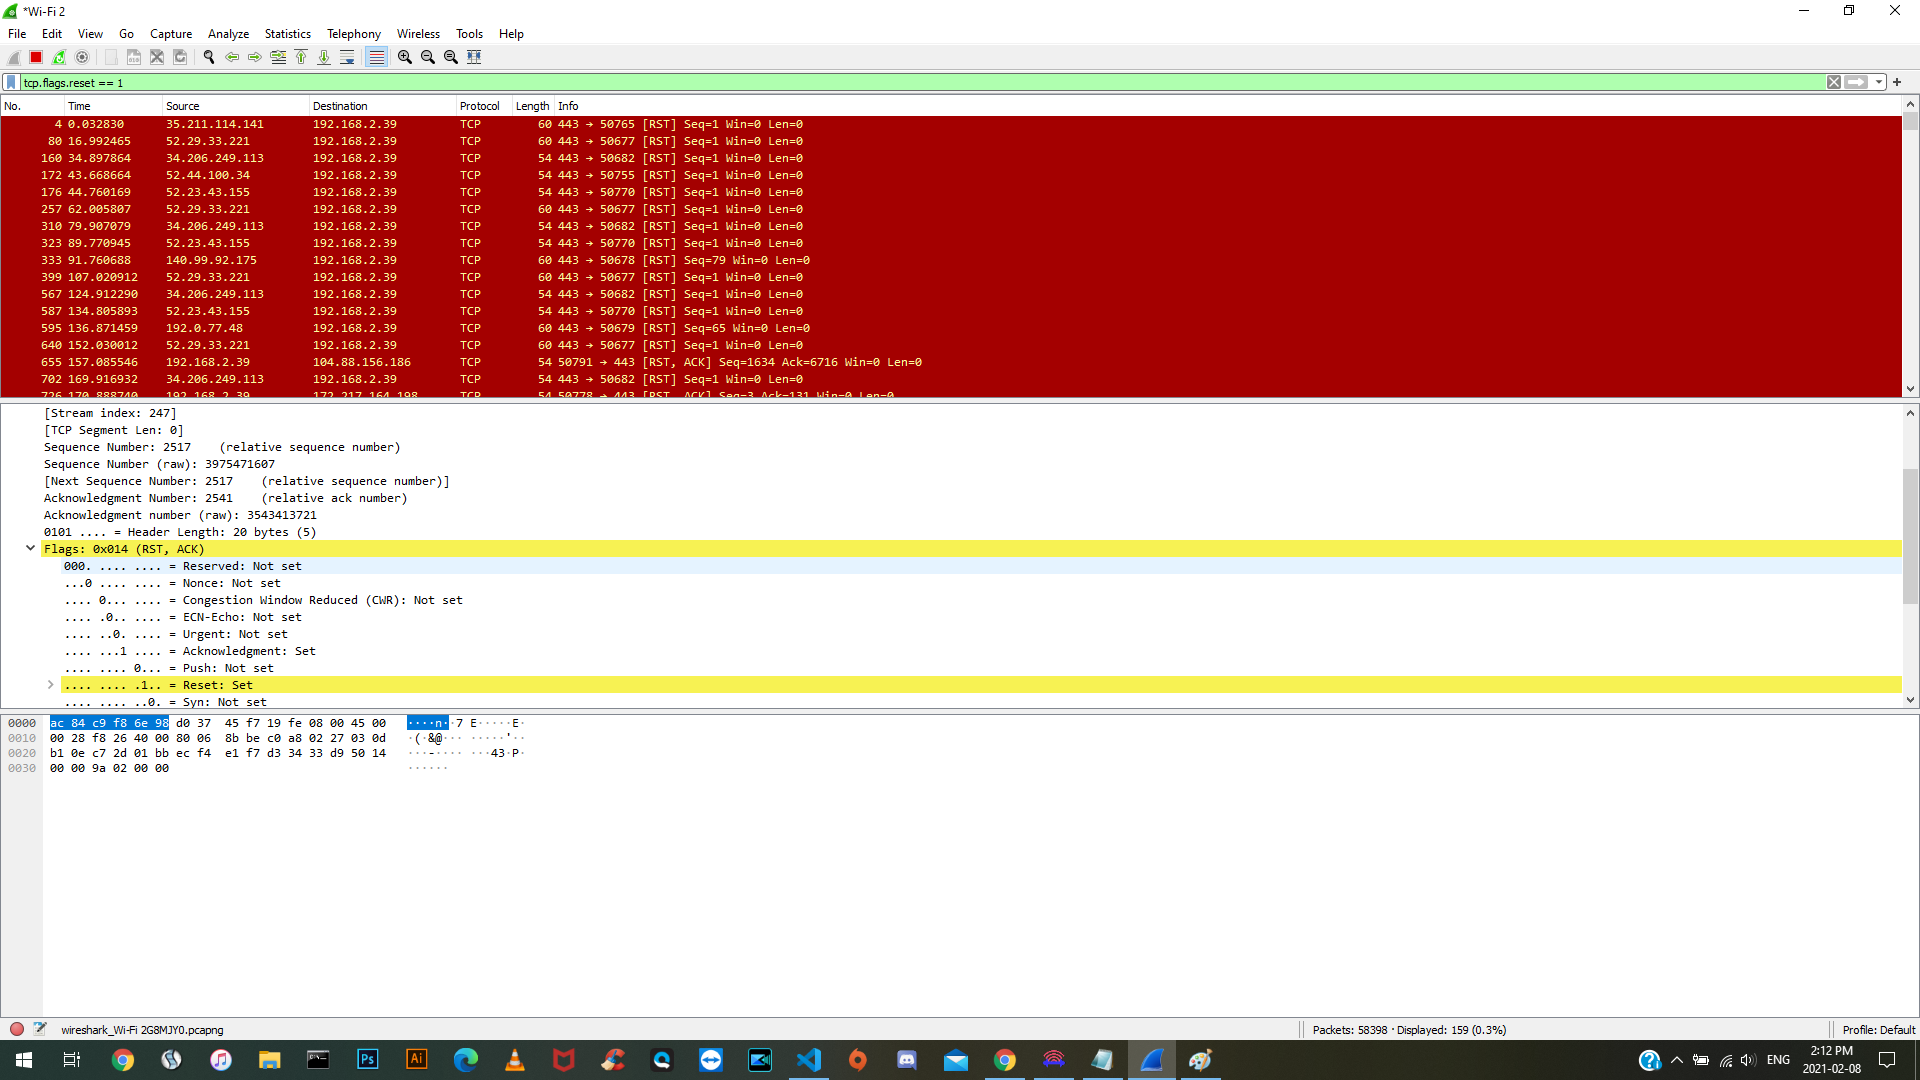 *Wi-Fi 2
File Edit View Go Capture Analyze Statistics Telephony Wireless Tools Help
tcp.flags.reset == 1
No. Time Source Destination Protocol Length Info
4 0.032830 35.211.114.141 192.168.2.39 TCP 60 443 → 50765 [RST] Seq=1 Win=0 Len=0
80 16.992465 52.29.33.221 192.168.2.39 TCP 60 443 → 50677 [RST] Seq=1 Win=0 Len=0
160 34.897864 34.206.249.113 192.168.2.39 TCP 54 443 → 50682 [RST] Seq=1 Win=0 Len=0
172 43.668664 52.44.100.34 192.168.2.39 TCP 54 443 → 50755 [RST] Seq=1 Win=0 Len=0
176 44.760169 52.23.43.155 192.168.2.39 TCP 54 443 → 50770 [RST] Seq=1 Win=0 Len=0
257 62.005807 52.29.33.221 192.168.2.39 TCP 60 443 → 50677 [RST] Seq=1 Win=0 Len=0
310 79.907079 34.206.249.113 192.168.2.39 TCP 54 443 → 50682 [RST] Seq=1 Win=0 Len=0
323 89.770945 52.23.43.155 192.168.2.39 TCP 54 443 → 50770 [RST] Seq=1 Win=0 Len=0
333 91.760688 140.99.92.175 192.168.2.39 TCP 60 443 → 50678 [RST] Seq=79 Win=0 Len=0
399 107.020912 52.29.33.221 192.168.2.39 TCP 60 443 → 50677 [RST] Seq=1 Win=0 Len=0
567 124.912290 34.206.249.113 192.168.2.39 TCP 54 443 → 50682 [RST] Seq=1 Win=0 Len=0
587 134.805893 52.23.43.155 192.168.2.39 TCP 54 443 → 50770 [RST] Seq=1 Win=0 Len=0
595 136.871459 192.0.77.48 192.168.2.39 TCP 60 443 → 50679 [RST] Seq=65 Win=0 Len=0
640 152.030012 52.29.33.221 192.168.2.39 TCP 60 443 → 50677 [RST] Seq=1 Win=0 Len=0
655 157.085546 192.168.2.39 104.88.156.186 TCP 54 50791 → 443 [RST, ACK] Seq=1634 Ack=6716 Win=0 Len=0
702 169.916932 34.206.249.113 192.168.2.39 TCP 54 443 → 50682 [RST] Seq=1 Win=0 Len=0
726 170.888740 192.168.2.39 172.217.164.198 TCP 54 50778 → 443 [RST, ACK] Seq=3 Ack=131 Win=0 Len=0
[Stream index: 247]
[TCP Segment Len: 0]
Sequence Number: 2517 (relative sequence number)
Sequence Number (raw): 3975471607
[Next Sequence Number: 2517 (relative sequence number)]
Acknowledgment Number: 2541 (relative ack number)
Acknowledgment number (raw): 3543413721
0101 .... = Header Length: 20 bytes (5)
Flags: 0x014 (RST, ACK)
000. .... .... = Reserved: Not set
...0 .... .... = Nonce: Not set
.... 0... .... = Congestion Window Reduced (CWR): Not set
.... .0.. .... = ECN-Echo: Not set
.... ..0. .... = Urgent: Not set
.... ...1 .... = Acknowledgment: Set
.... .... 0... = Push: Not set
.... .... .1.. = Reset: Set
.... .... ..0. = Syn: Not set
0000 ac 84 c9 f8 6e 98 d0 37 45 f7 19 fe 08 00 45 00 ····n··7 E·····E·
0010 00 28 f8 26 40 00 80 06 8b be c0 a8 02 27 03 0d ·(·&@··· ·····'··
0020 b1 0e c7 2d 01 bb ec f4 e1 f7 d3 34 33 d9 50 14 ···-···· ···43·P·
0030 00 00 9a 02 00 00 ······
wireshark_Wi-Fi 2G8MJY0.pcapng
Packets: 58398 · Displayed: 159 (0.3%)
Profile: Default
Ps
Ai
ENG
2:12 PM
2021-02-08